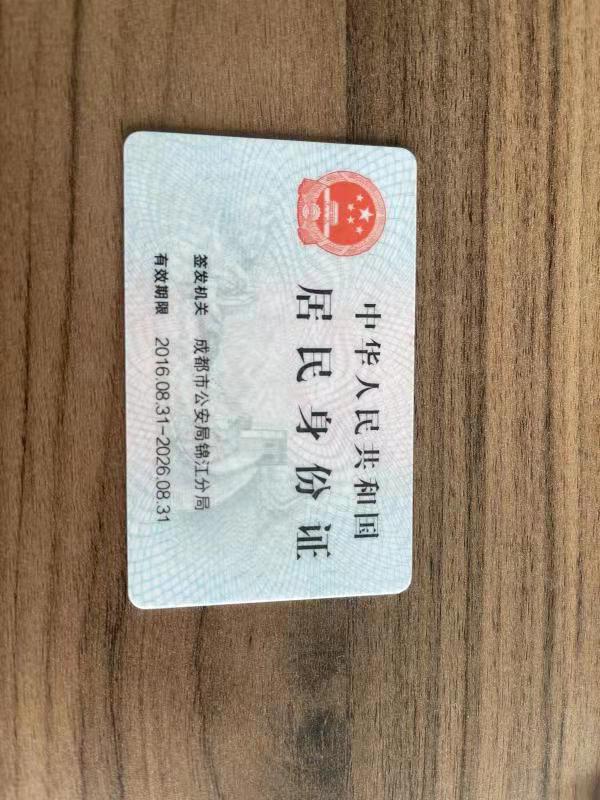 中华人民共和国
居民身份证
签发机关 成都市公安局锦江分局
有效期限 2016.08.31-2026.08.31